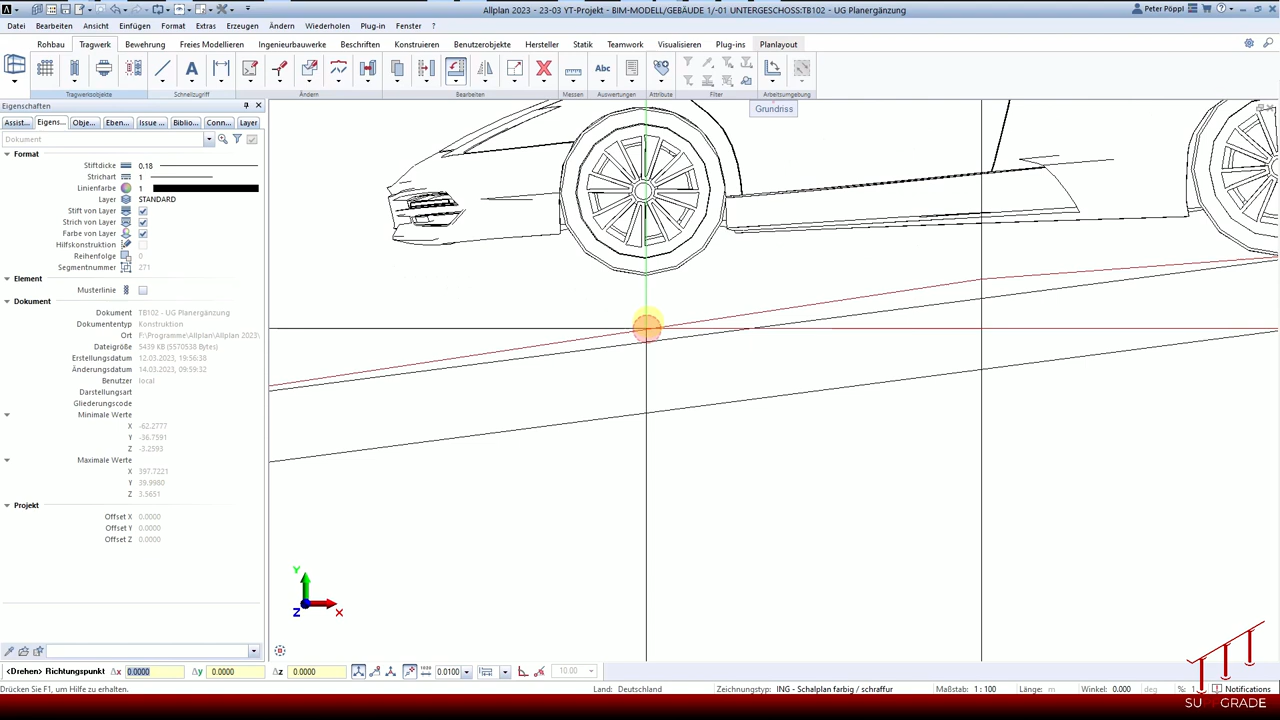 Allplan 2023 - 23-03 YT-Projekt - BIM-MODELL/GEBÄUDE 1/-01 UNTERGESCHOSS:TB102 - UG Planergänzung
Peter Pöppl
Datei Bearbeiten Ansicht Einfügen Format Extras Erzeugen Ändern Wiederholen Plug-in Fenster ?
Rohbau Tragwerk Bewehrung Freies Modellieren Ingenieurbauwerke Beschriften Konstruieren Benutzerobjekte Hersteller Statik Teamwork Visualisieren Plug-ins Planlayout
Abc
Tragwerksobjekte Schnellzugriff Ändern Bearbeiten Messen Auswertungen Attribute Filter Arbeitsumgebung
Eigenschaften
Grundriss
Assist... Eigens... Obje... Eben... Issue ... Biblio... Conn... Layer
Dokument
Format
Stiftdicke 0.18
Strichart 1
Linienfarbe 1
Layer STANDARD
Stift von Layer
Strich von Layer
Farbe von Layer
Hilfskonstruktion
Reihenfolge 0
Segmentnummer 271
Element
Musterlinie
Dokument
Dokument TB102 - UG Planergänzung
Dokumenttyp Konstruktion
Ort F:\Programme\Allplan\Allplan 2023\
Dateigröße 5439 KB (5570538 Bytes)
Erstellungsdatum 12.03.2023, 19:56:38
Änderungsdatum 14.03.2023, 09:59:32
Benutzer local
Darstellungsart
Gliederungscode
Minimale Werte
X -62.2777
Y -36.7591
Z -3.2593
Maximale Werte
X 397.7221
Y 39.9980
Z 3.5651
Projekt
Offset X 0.0000
Offset Y 0.0000
Offset Z 0.0000
Y
Z X
<Drehen> Richtungspunkt Δx 0.0000 Δy 0.0000 Δz 0.0000 0.0100 10.00
Drücken Sie F1, um Hilfe zu erhalten. Land: Deutschland Zeichnungstyp: ING - Schalplan farbig / schraffur Maßstab: 1 : 100 Länge: m Winkel: 0.000 deg %: 1 Notifications
SUPPGRADE